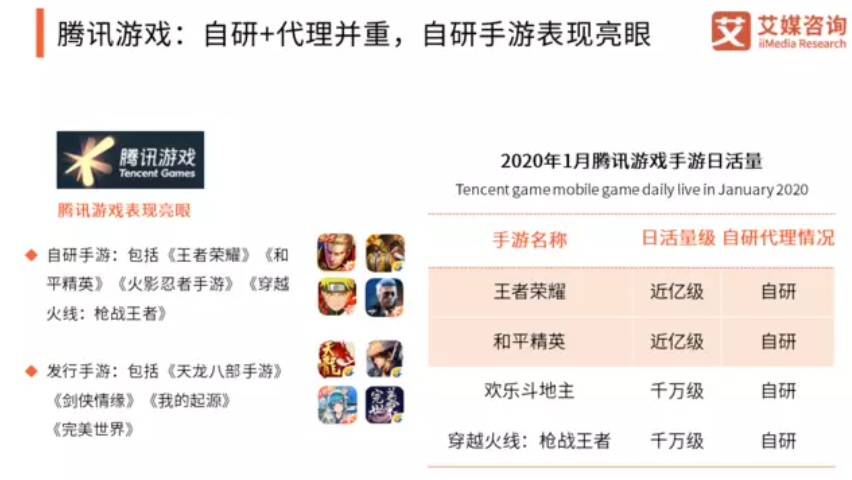 腾讯游戏：自研+代理并重，自研手游表现亮眼
艾媒咨询
iiMedia Research
腾讯游戏
Tencent Games
腾讯游戏表现亮眼
自研手游：包括《王者荣耀》《和
平精英》《火影忍者手游》《穿越
火线：枪战王者》
发行手游：包括《天龙八部手游》
《剑侠情缘》《我的起源》
《完美世界》
天龙
完美世界
2020年1月腾讯游戏手游日活量
Tencent game mobile game daily live in January 2020
手游名称 日活量级 自研代理情况
王者荣耀 近亿级 自研
和平精英 近亿级 自研
欢乐斗地主 千万级 自研
穿越火线：枪战王者 千万级 自研